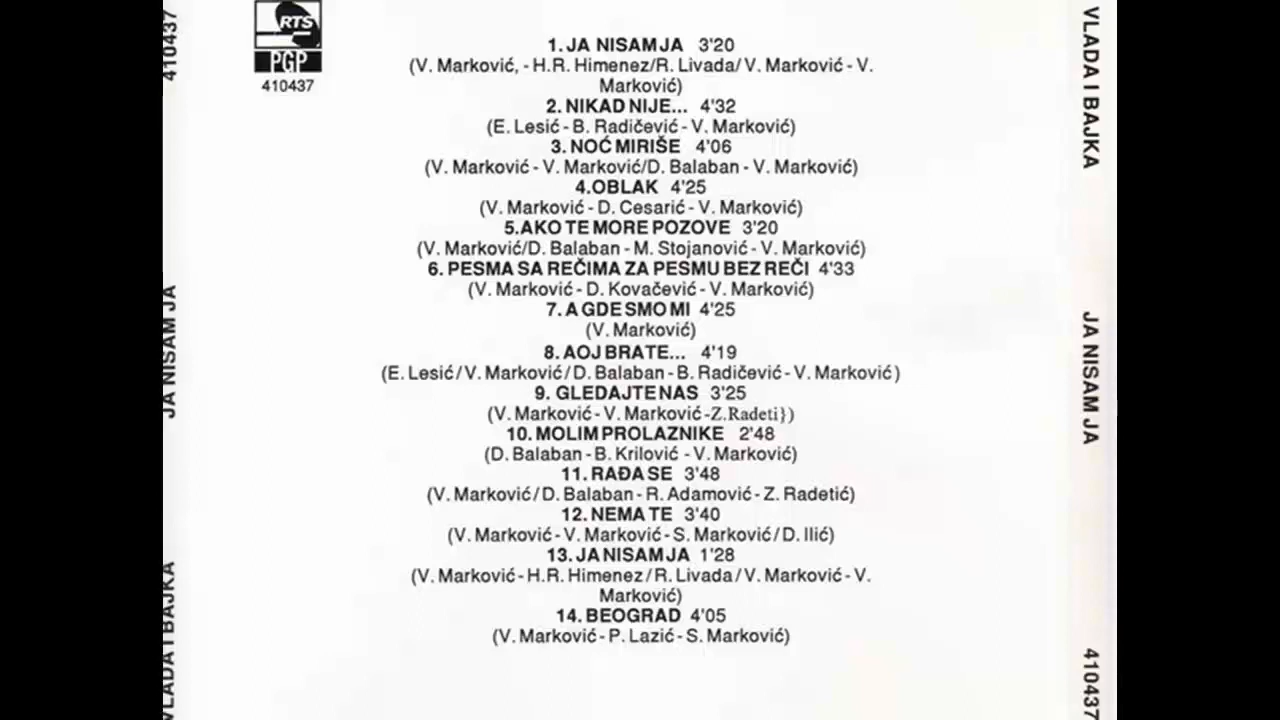 RTS
PGP
410437
1. JA NISAM JA 3'20
(V. Marković, - H.R. Himenez/R. Livada/ V. Marković - V.
Marković)
2. NIKAD NIJE... 4'32
(E. Lesić - B. Radičević - V. Marković)
3. NOĆ MIRIŠE 4'06
(V. Marković - V. Marković/D. Balaban - V. Marković)
4.OBLAK 4'25
(V. Marković - D. Cesarić - V. Marković)
5.AKO TE MORE POZOVE 3'20
(V. Marković/D. Balaban - M. Stojanović - V. Marković)
6. PESMA SA REČIMA ZA PESMU BEZ REČI 4'33
(V. Marković - D. Kovačević - V. Marković)
7. A GDE SMO MI 4'25
(V. Marković)
8. AOJ BRATE... 4'19
(E. Lesić/V. Marković/D. Balaban - B. Radičević - V. Marković)
9. GLEDAJTE NAS 3'25
(V. Marković - V. Marković -Z.Radeti})
10. MOLIM PROLAZNIKE 2'48
(D. Balaban - B. Krilović - V. Marković)
11. RAĐA SE 3'48
(V. Marković/D. Balaban - R. Adamović - Z. Radetić)
12. NEMA TE 3'40
(V. Marković - V. Marković - S. Marković/D. Ilić)
13. JA NISAM JA 1'28
(V. Marković - H.R. Himenez/R. Livada/V. Marković - V.
Marković)
14. BEOGRAD 4'05
(V. Marković - P. Lazić - S. Marković)
VLADA I BAJKA
JA NISAM JA
410437
VLADA I BAJKA
JA NISAM JA
410437